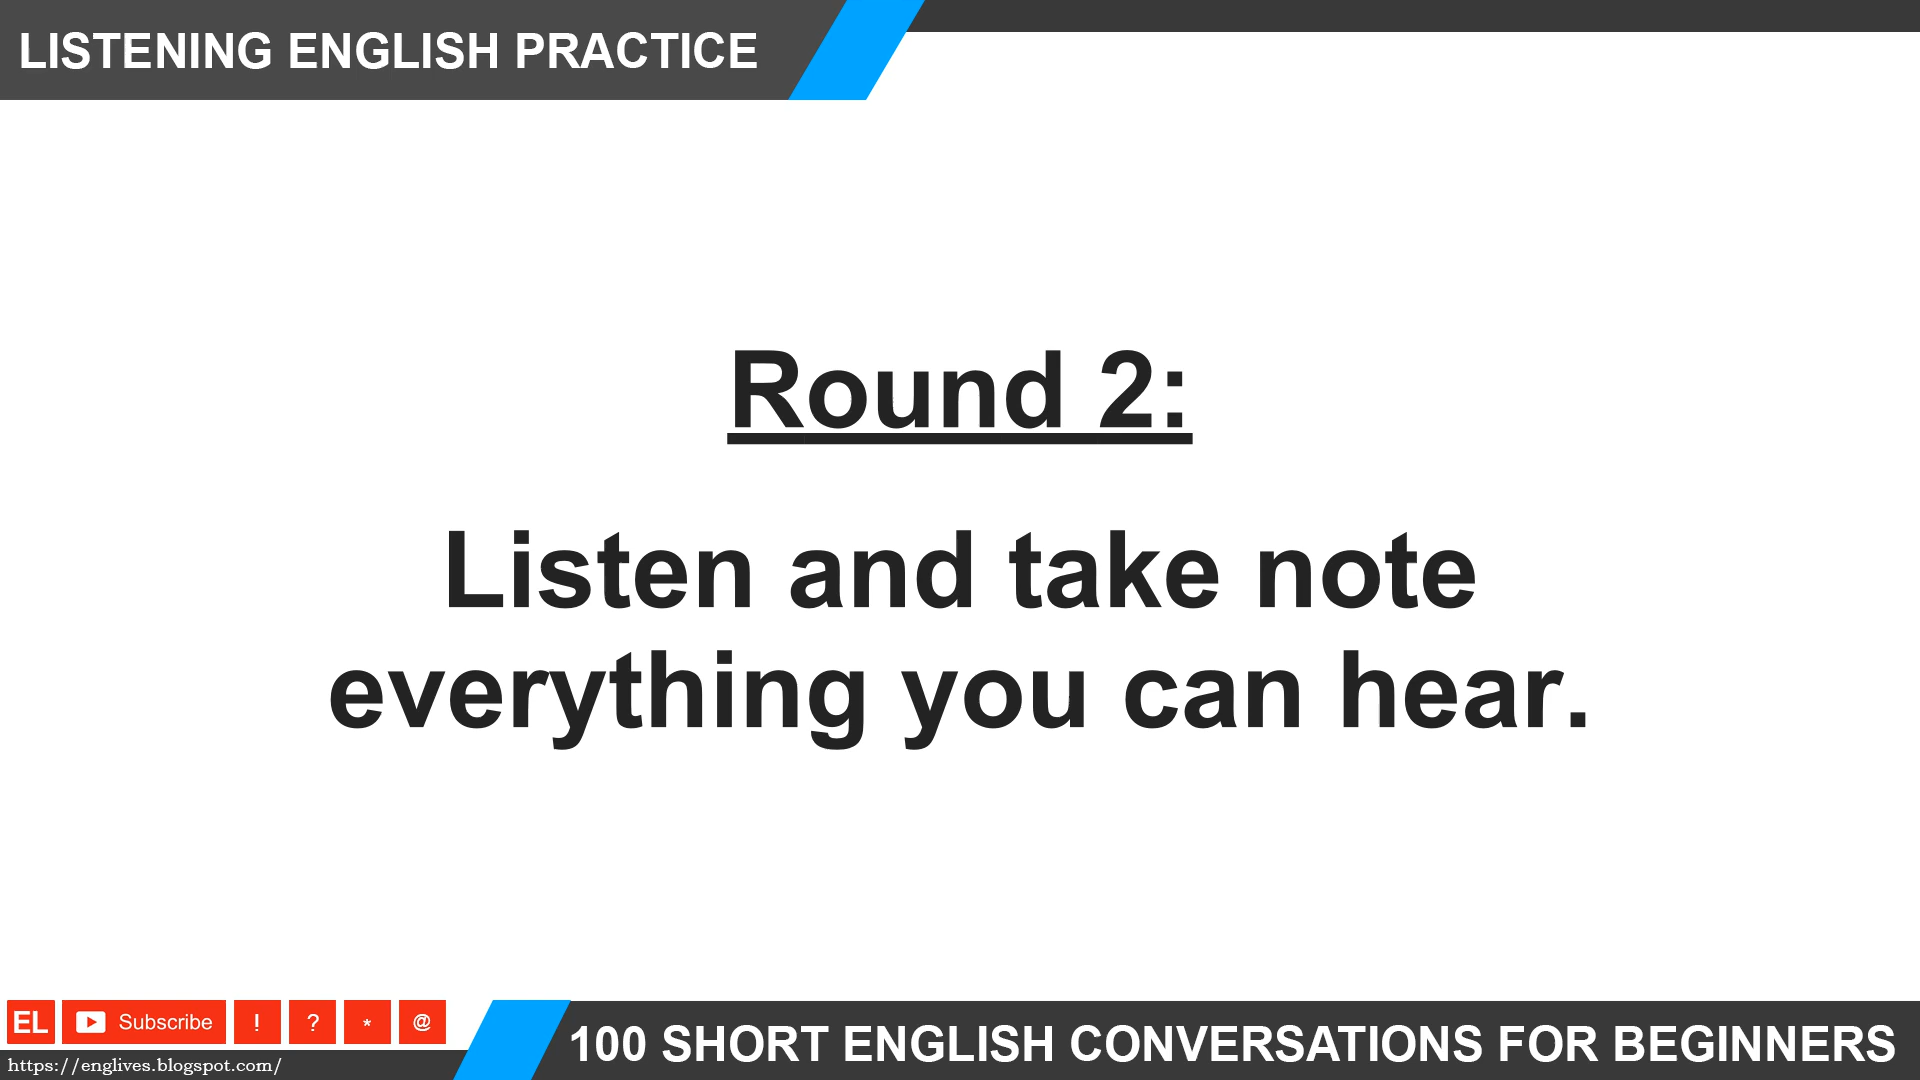 LISTENING ENGLISH PRACTICE
Round 2:
Listen and take note
everything you can hear.
EL Subscribe ! ? * @
https://englives.blogspot.com/
100 SHORT ENGLISH CONVERSATIONS FOR BEGINNERS